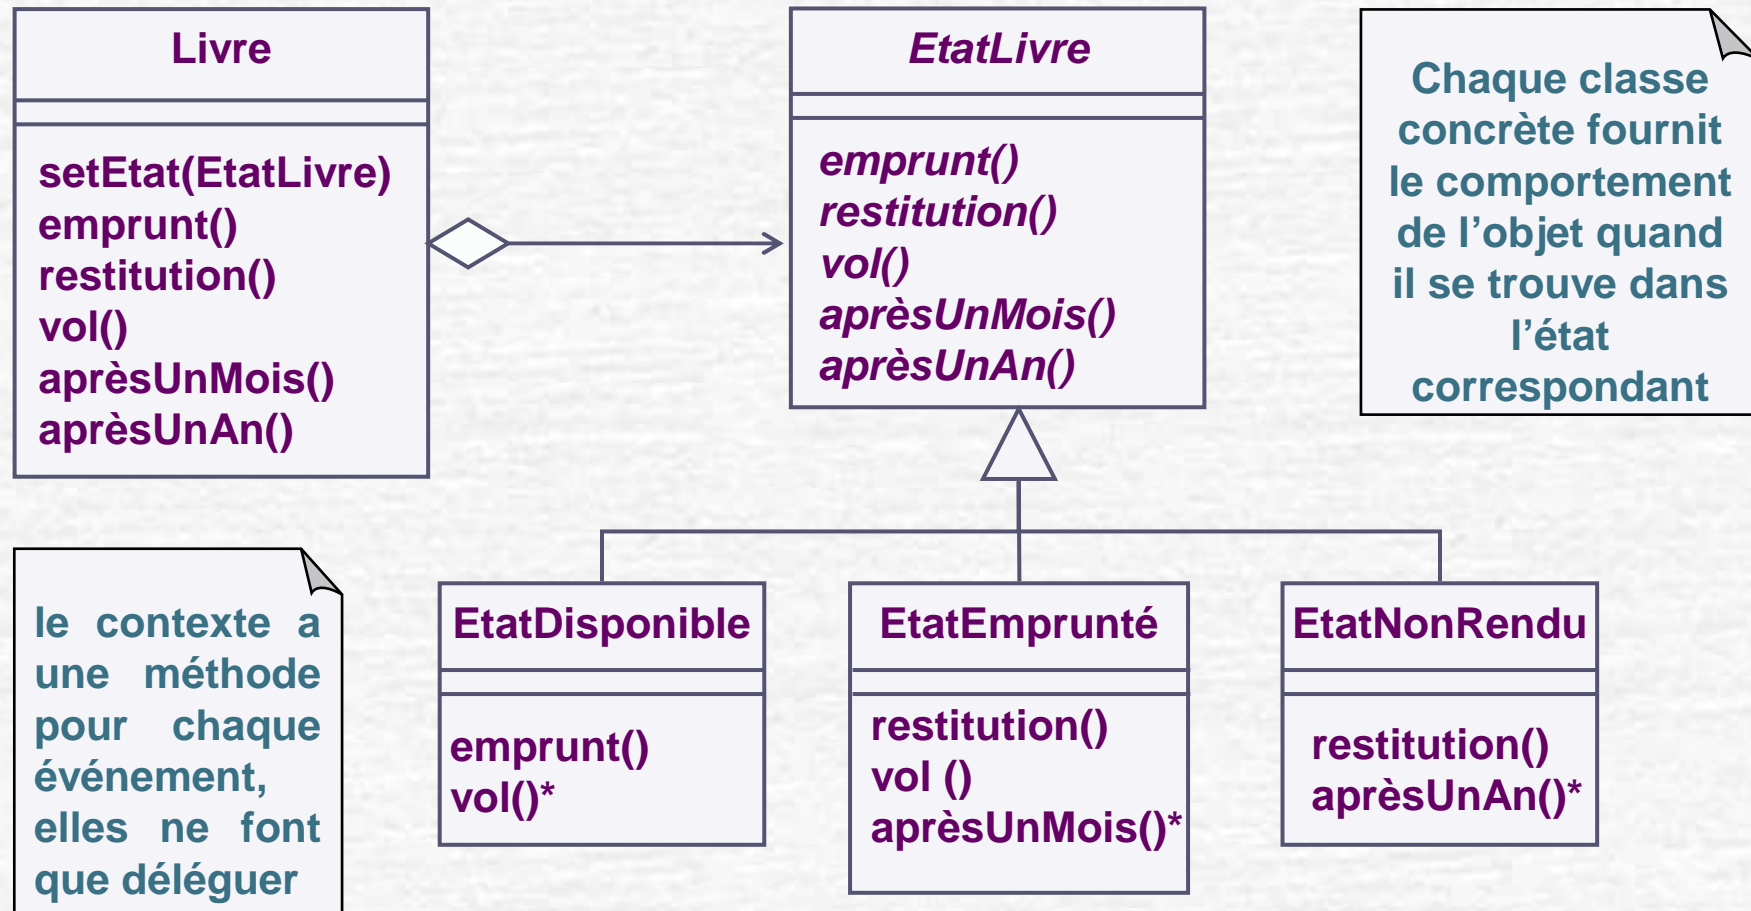 Livre
setEtat(EtatLivre)
emprunt()
restitution()
vol()
aprèsUnMois()
aprèsUnAn()
EtatLivre
emprunt()
restitution()
vol()
aprèsUnMois()
aprèsUnAn()
Chaque classe
concrète fournit
le comportement
de l’objet quand
il se trouve dans
l’état
correspondant
le contexte a
une méthode
pour chaque
événement,
elles ne font
que déléguer
EtatDisponible
emprunt()
vol()*
EtatEmprunté
restitution()
vol ()
aprèsUnMois()*
EtatNonRendu
restitution()
aprèsUnAn()*